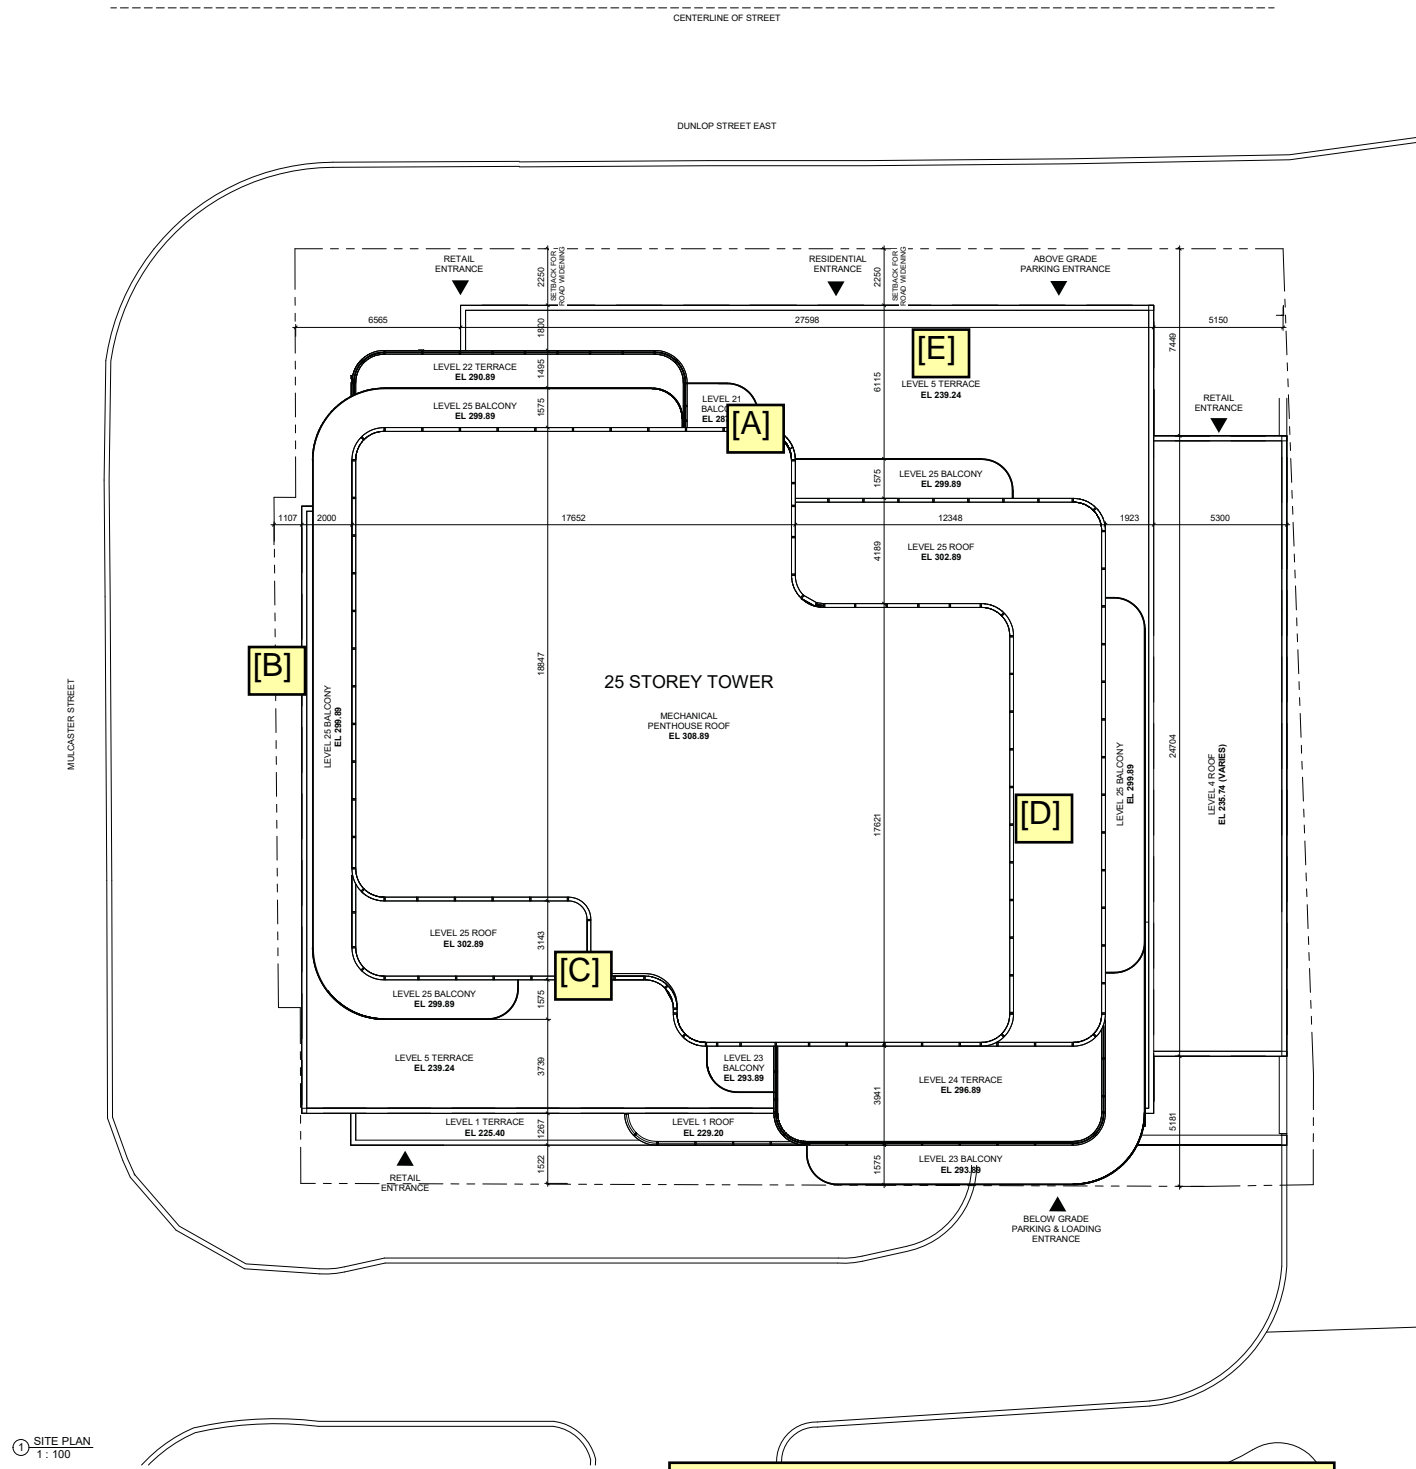 CENTERLINE OF STREET
DUNLOP STREET EAST
RETAIL
ENTRANCE
2250
SETBACK FOR
ROAD WIDENING
RESIDENTIAL
ENTRANCE
2250
SETBACK FOR
ROAD WIDENING
ABOVE GRADE
PARKING ENTRANCE
6565
1800
27598
5150
7449
[E]
LEVEL 5 TERRACE
EL 239.24
LEVEL 22 TERRACE
EL 290.89
1495
6115
LEVEL 25 BALCONY
EL 299.89
1575
LEVEL 21
EL
[A]
RETAIL
ENTRANCE
LEVEL 25 BALCONY
EL 299.89
1575
1107
2000
17652
12348
1923
5300
4189
LEVEL 25 ROOF
EL 302.89
[B]
MULCASTER STREET
LEVEL 25 BALCONY
EL 299.89
18847
25 STOREY TOWER
MECHANICAL
PENTHOUSE ROOF
EL 308.89
17621
[D]
LEVEL 25 BALCONY
EL 299.89
24704
LEVEL 4 ROOF
EL 235.74 (VARIES)
LEVEL 25 ROOF
EL 302.89
3143
[C]
LEVEL 25 BALCONY
EL 299.89
1575
LEVEL 5 TERRACE
EL 239.24
3739
LEVEL 23
BALCONY
EL 293.89
LEVEL 24 TERRACE
EL 296.89
3941
LEVEL 1 TERRACE
EL 225.40
1267
LEVEL 1 ROOF
EL 229.20
5181
1522
1575
LEVEL 23 BALCONY
EL 293.89
RETAIL
ENTRANCE
BELOW GRADE
PARKING & LOADING
ENTRANCE
1 SITE PLAN
1 : 100